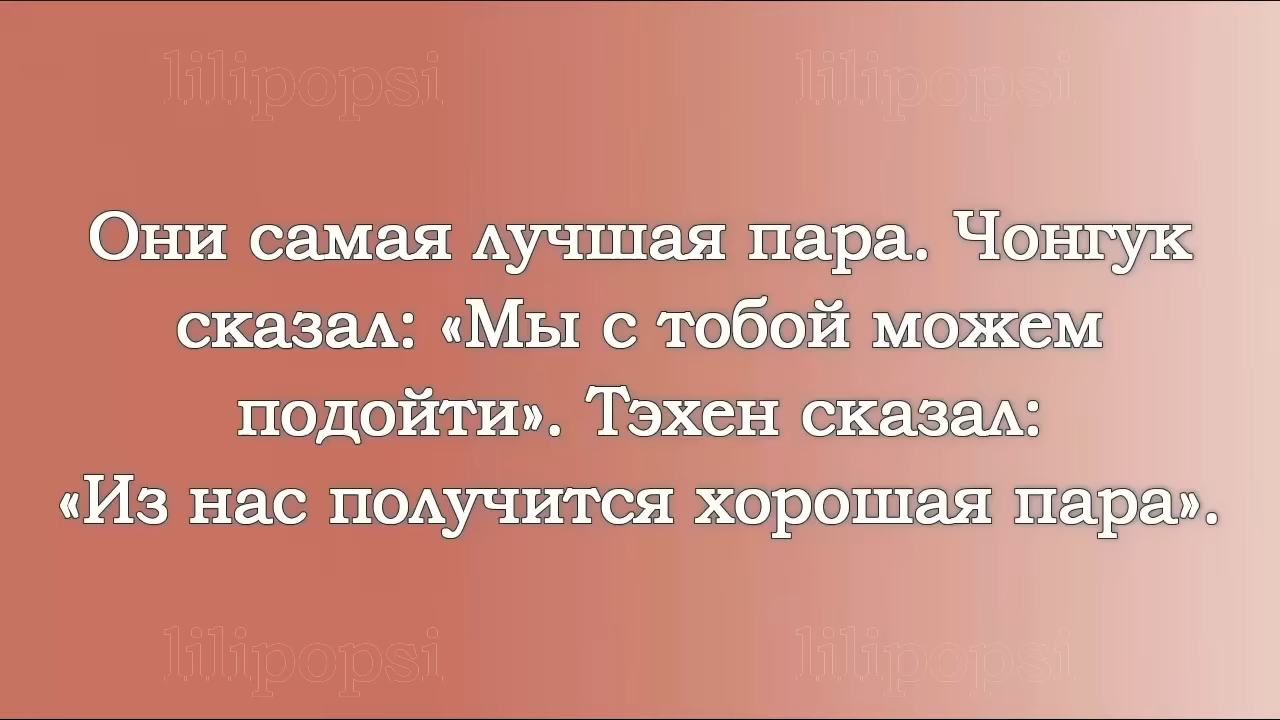 lilipopsi lilipopsi
Они самая лучшая пара. Чонгук
сказал: «Мы с тобой можем
подойти». Тэхен сказал:
«Из нас получится хорошая пара».
lilipopsi lilipopsi